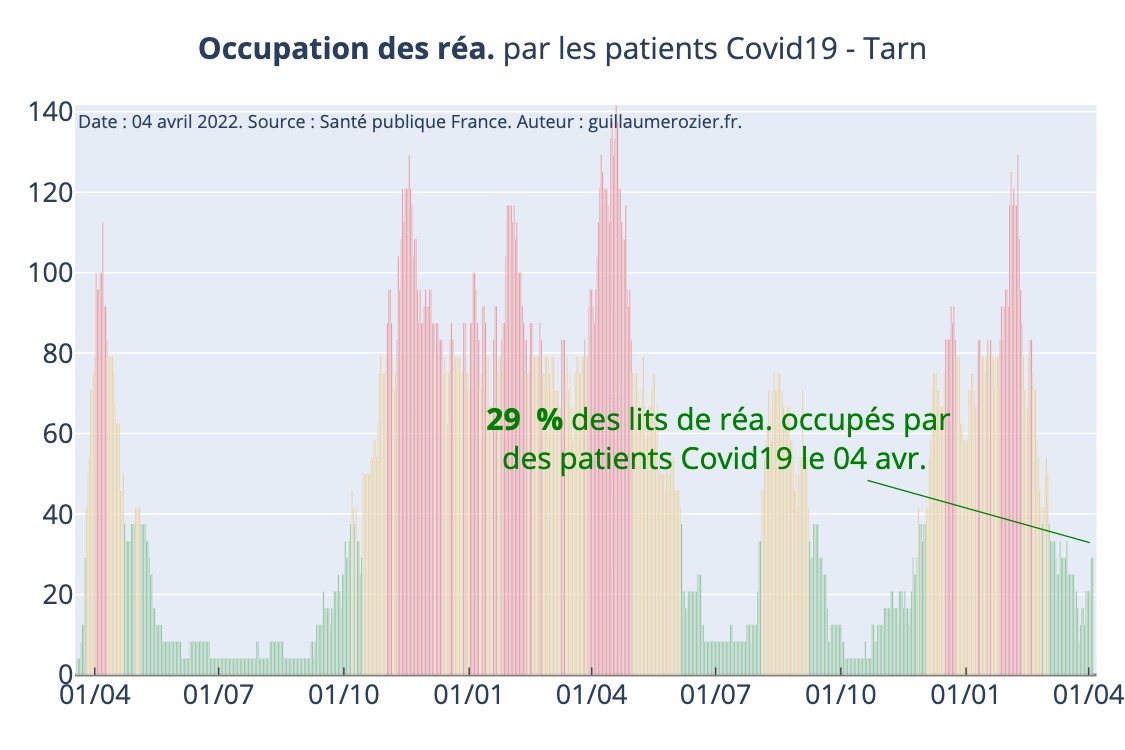 Occupation des réa. par les patients Covid19 - Tarn
140
Date : 04 avril 2022. Source : Santé publique France. Auteur : guillaumerozier.fr.
120
100
80
29 % des lits de réa. occupés par
60
des patients Covid19 le 04 avr.
40
20
0
01/04 01/07 01/10 01/01 01/04 01/07 01/10 01/01 01/04